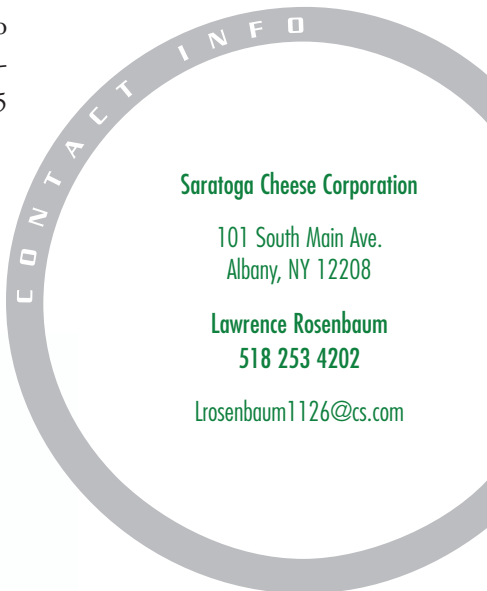 CONTACT INFO
Saratoga Cheese Corporation
101 South Main Ave.
Albany, NY 12208
Lawrence Rosenbaum
518 253 4202
Lrosenbaum1126@cs.com